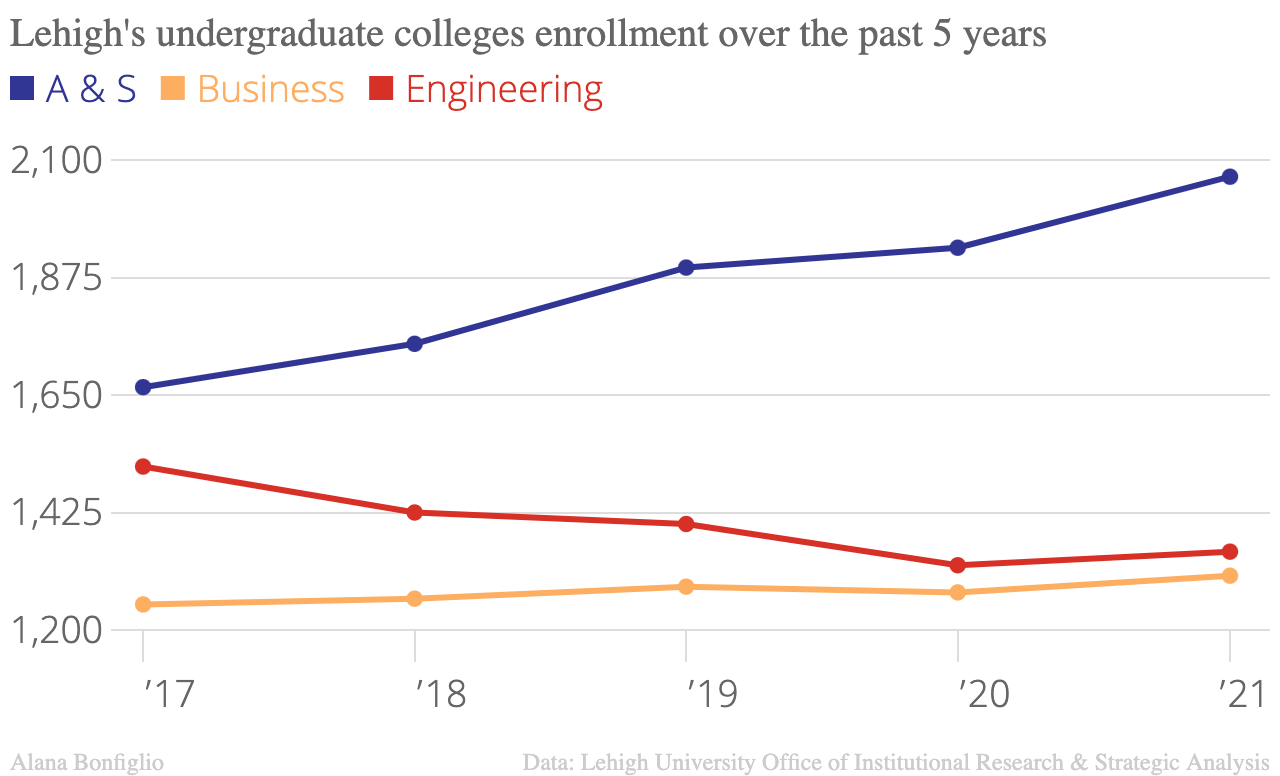 Lehigh's undergraduate colleges enrollment over the past 5 years
A & S Business Engineering
2,100
1,875
1,650
1,425
1,200
’17 ’18 ’19 ’20 ’21
Alana Bonfiglio Data: Lehigh University Office of Institutional Research & Strategic Analysis